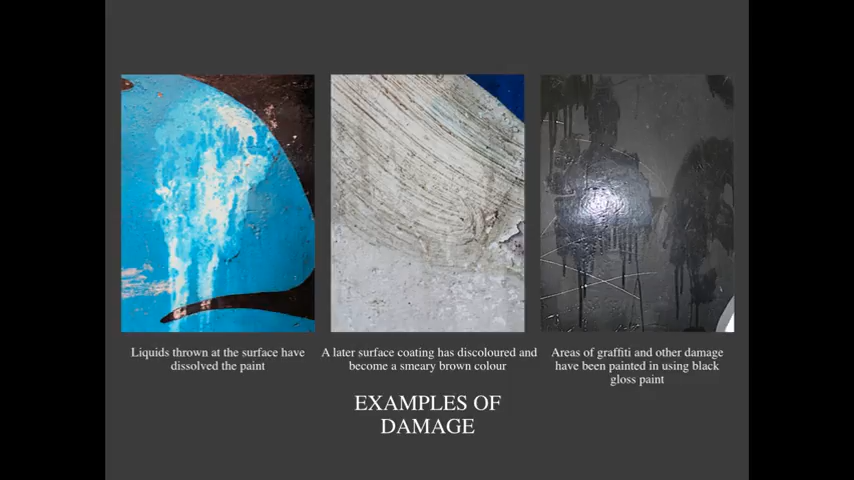 Liquids thrown at the surface have
dissolved the paint
A later surface coating has discoloured and
become a smeary brown colour
Areas of graffiti and other damage
have been painted in using black
gloss paint
EXAMPLES OF
DAMAGE